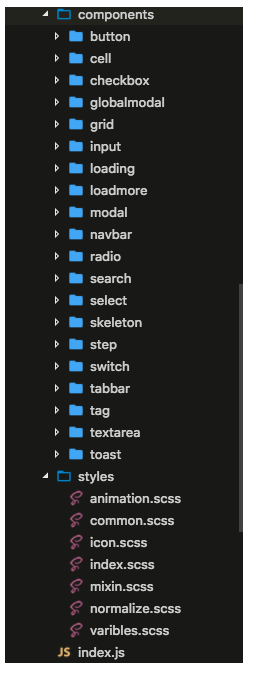 components
button
cell
checkbox
globalmodal
grid
input
loading
loadmore
modal
navbar
radio
search
select
skeleton
step
switch
tabbar
tag
textarea
toast
styles
animation.scss
common.scss
icon.scss
index.scss
mixin.scss
normalize.scss
varibles.scss
JS index.js